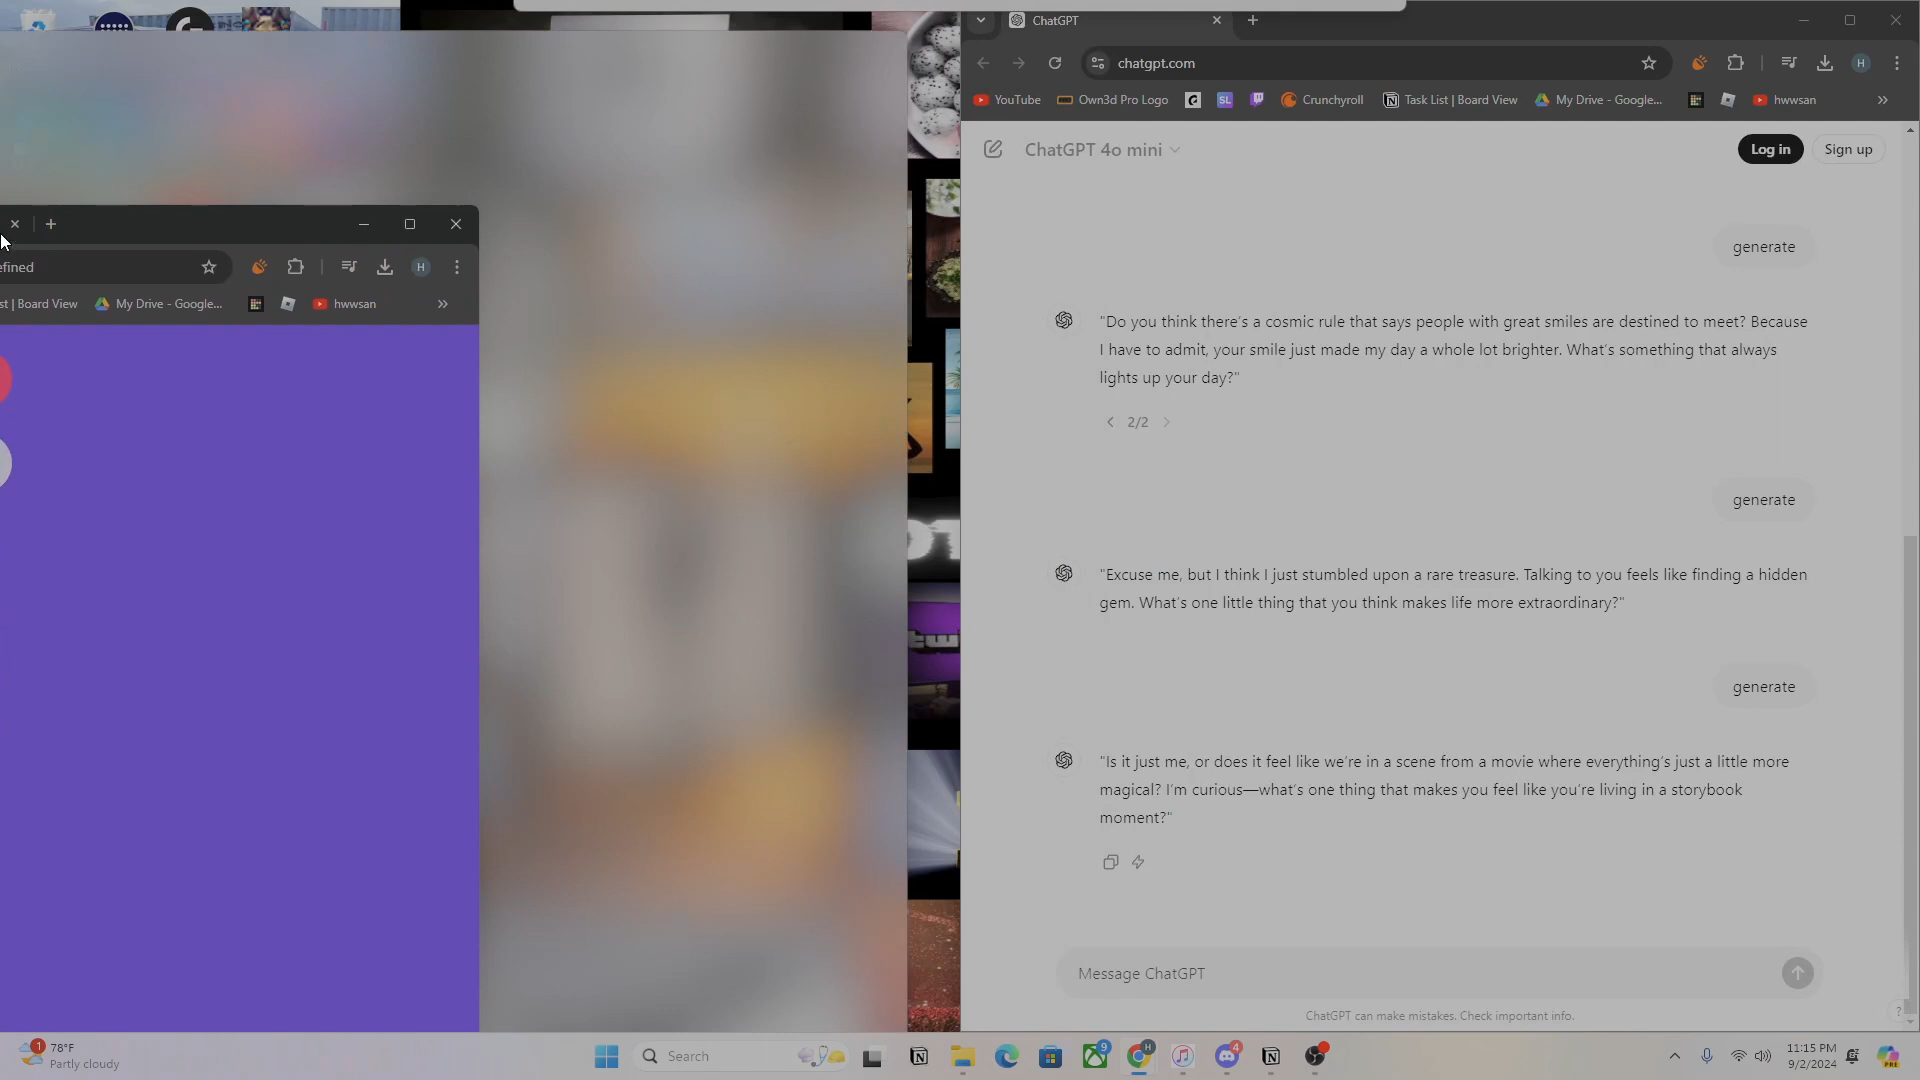 ChatGPT
chatgpt.com
YouTube
Own3d Pro Logo
SL
Crunchyroll
Task List | Board View
My Drive - Google...
hwwsan
H
ChatGPT 4o mini
Log in
Sign up
generate
"Do you think there's a cosmic rule that says people with great smiles are destined to meet? Because
I have to admit, your smile just made my day a whole lot brighter. What's something that always
lights up your day?"
2/2
generate
"Excuse me, but I think I just stumbled upon a rare treasure. Talking to you feels like finding a hidden
gem. What's one little thing that you think makes life more extraordinary?"
generate
"Is it just me, or does it feel like we're in a scene from a movie where everything's just a little more
magical? I'm curious—what's one thing that makes you feel like you're living in a storybook
moment?"
Message ChatGPT
ChatGPT can make mistakes. Check important info.
?
efined
H
st | Board View
My Drive - Google...
hwwsan
1
78°F
Partly cloudy
Search
9
H
4
11:15 PM
9/2/2024
PRE